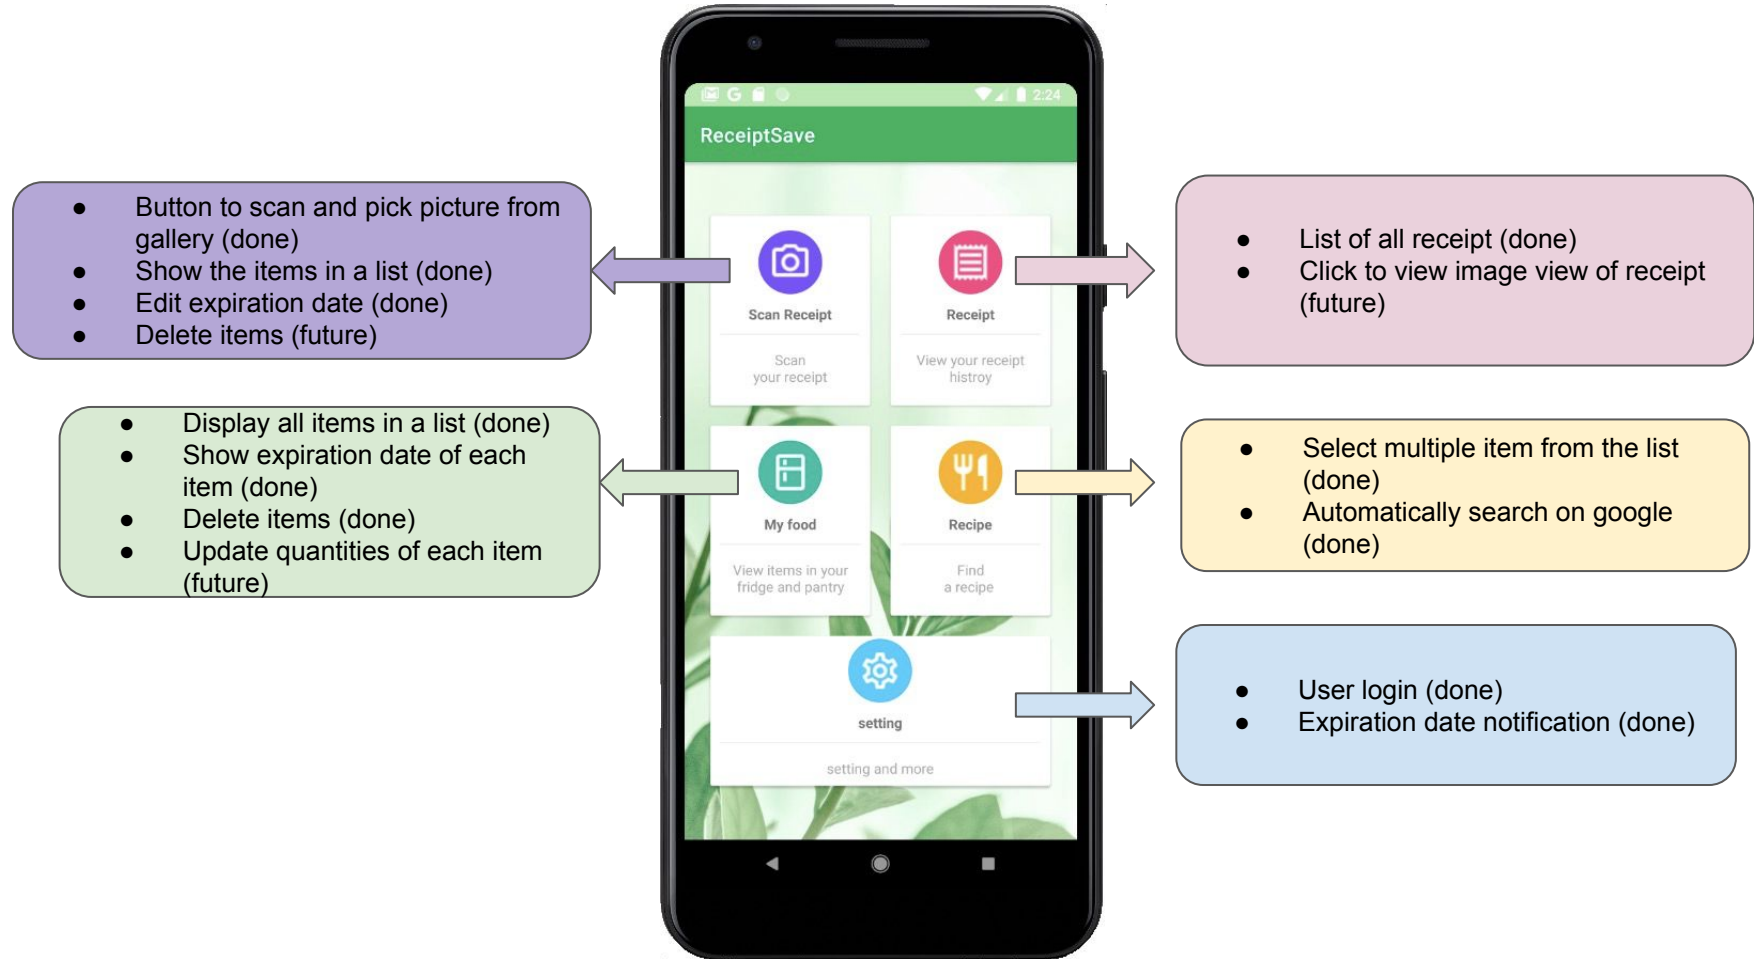 G
2:24
ReceiptSave
● Button to scan and pick picture from
gallery (done)
● Show the items in a list (done)
● Edit expiration date (done)
● Delete items (future)
Scan Receipt
Scan
your receipt
Receipt
View your receipt
histroy
● List of all receipt (done)
● Click to view image view of receipt
(future)
● Display all items in a list (done)
● Show expiration date of each
item (done)
● Delete items (done)
● Update quantities of each item
(future)
My food
View items in your
fridge and pantry
Recipe
Find
a recipe
● Select multiple item from the list
(done)
● Automatically search on google
(done)
setting
setting and more
● User login (done)
● Expiration date notification (done)